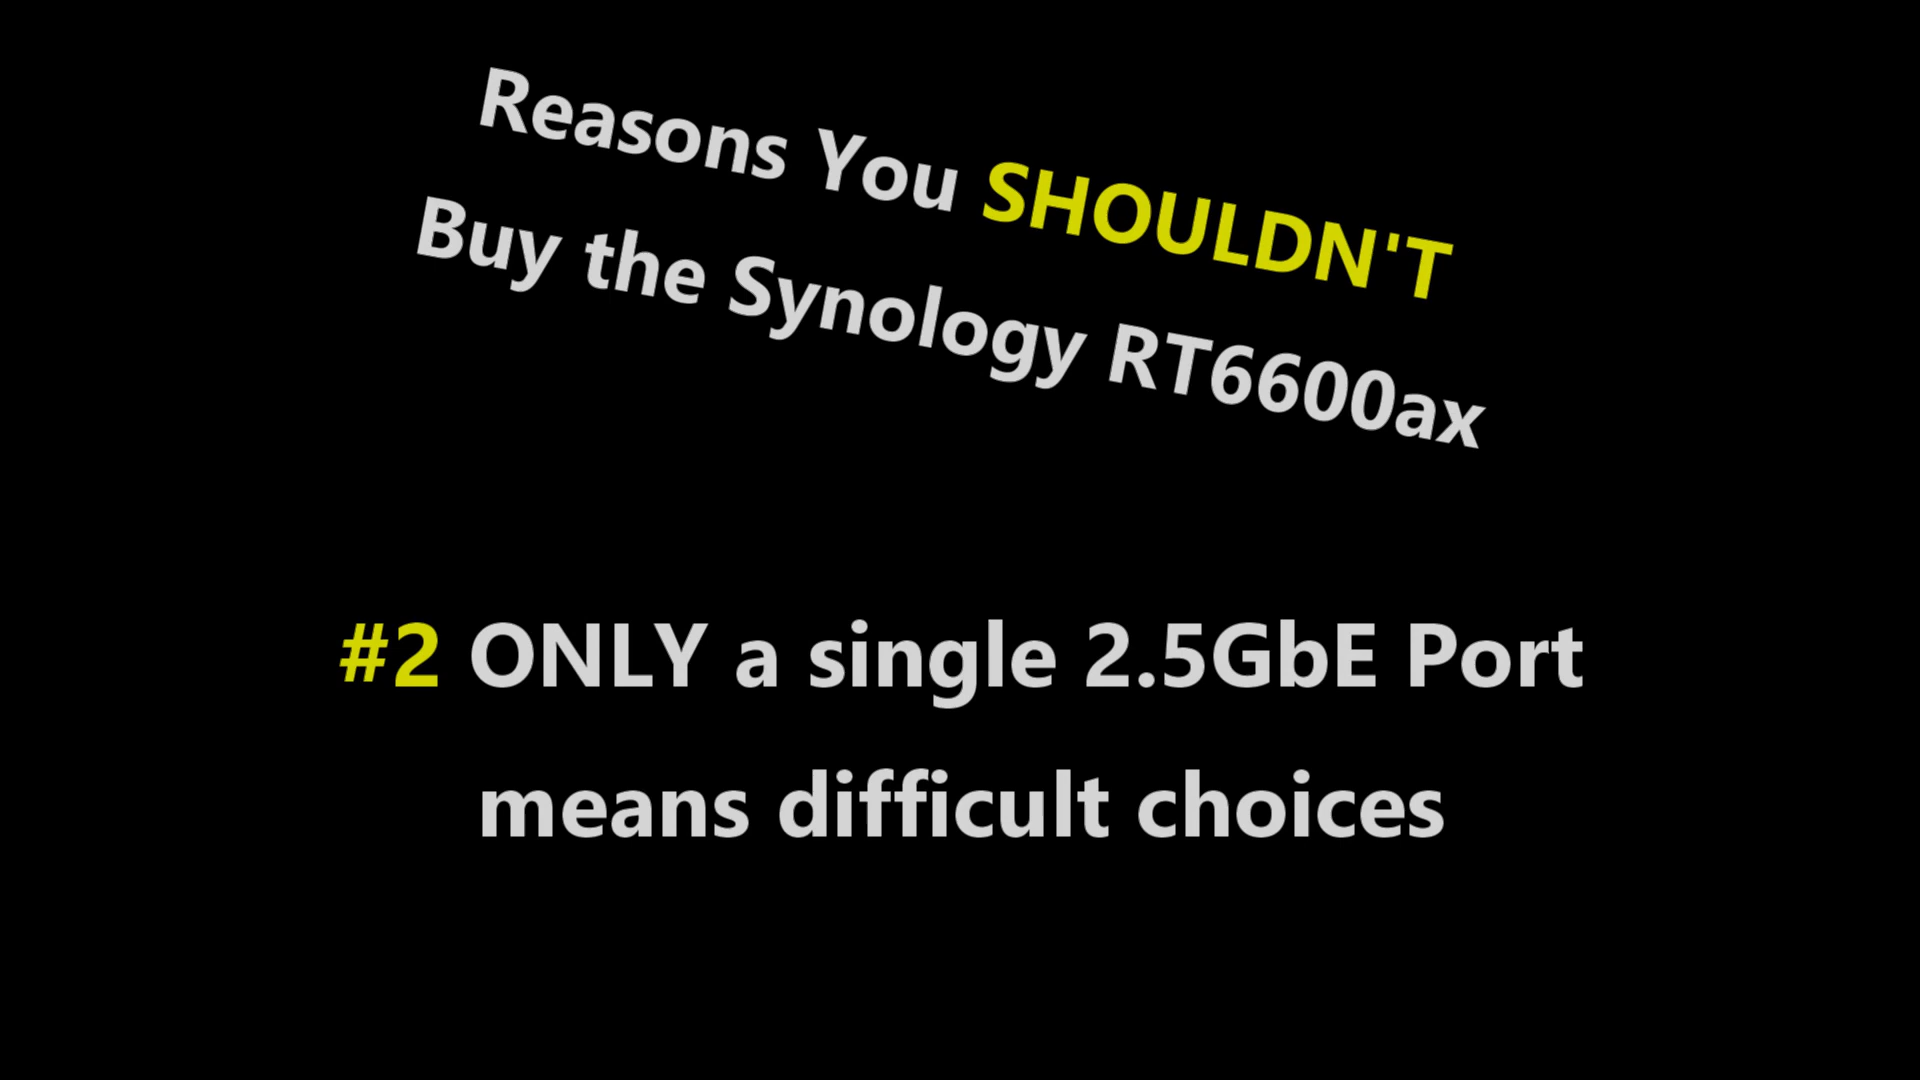 Reasons You SHOULDN'T
Buy the Synology RT6600ax
#2 ONLY a single 2.5GbE Port
means difficult choices